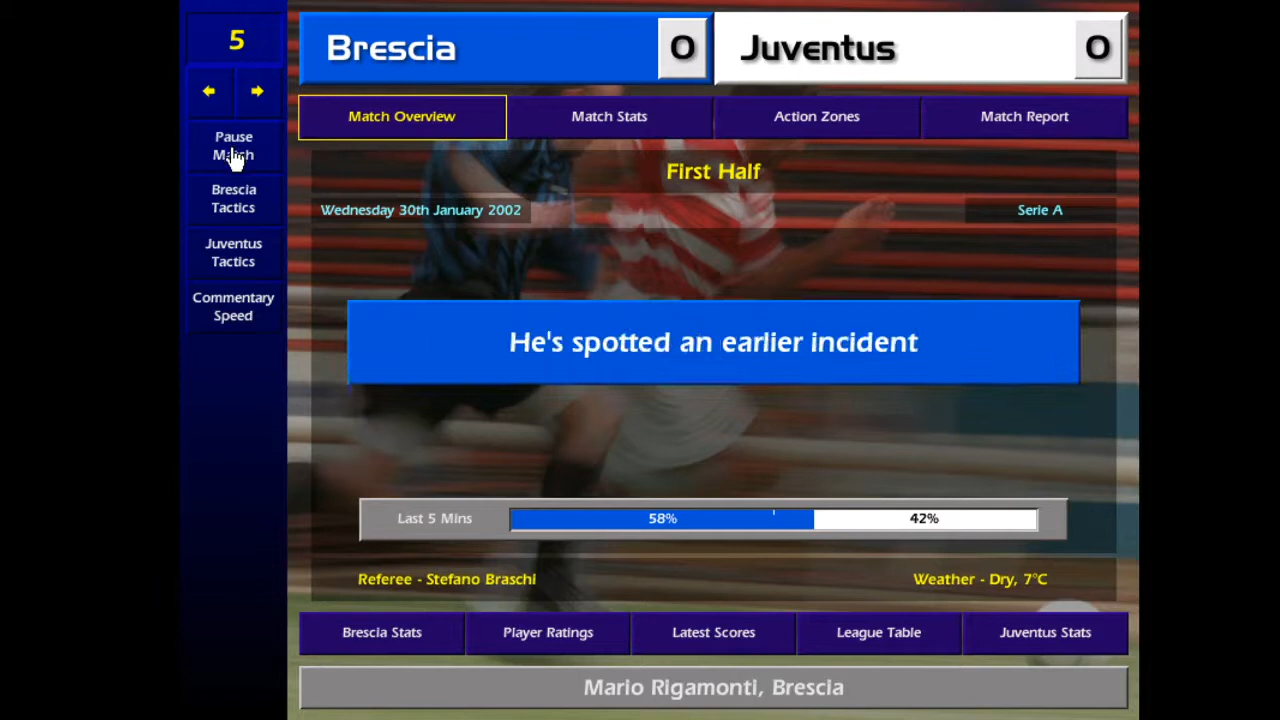 5
Brescia 0
Juventus 0
Match Overview
Match Stats
Action Zones
Match Report
Pause
Match
Brescia
Tactics
Juventus
Tactics
Commentary
Speed
First Half
Wednesday 30th January 2002
Serie A
He's spotted an earlier incident
Last 5 Mins 58% 42%
Referee - Stefano Braschi
Weather - Dry, 7°C
Brescia Stats
Player Ratings
Latest Scores
League Table
Juventus Stats
Mario Rigamonti, Brescia